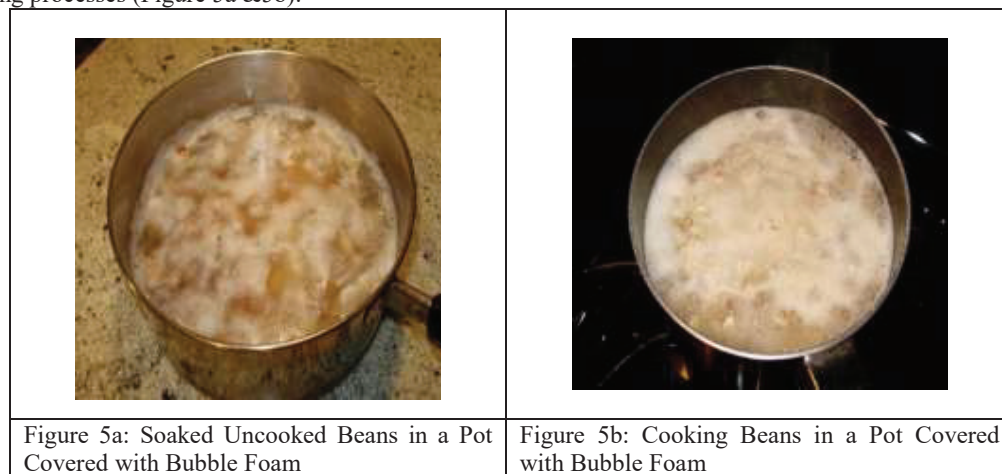 processes (Figure 5a &5b).
Figure 5a: Soaked Uncooked Beans in a Pot
Covered with Bubble Foam
Figure 5b: Cooking Beans in a Pot Covered
with Bubble Foam